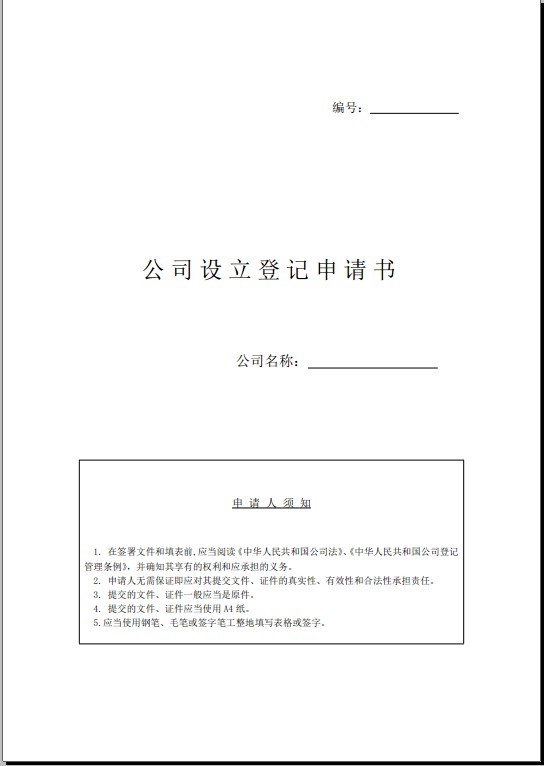 编号：
公司设立登记申请书
公司名称：
申请人须知
1. 在签署文件和填表前，应当阅读《中华人民共和国公司法》、《中华人民共和国公司登记
管理条例》，并确知其享有的权利和应承担的义务。
2. 申请人无需保证即应对其提交文件、证件的真实性、有效性和合法性承担责任。
3. 提交的文件、证件一般应当是原件。
4. 提交的文件、证件应当使用 A4 纸。
5.应当使用钢笔、毛笔或签字笔工整地填写表格或签字。